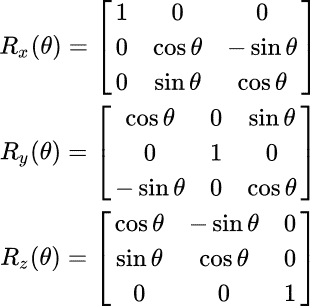 R_x(θ) = [ 1 0 0
0 cos θ − sin θ
0 sin θ cos θ ]
R_y(θ) = [ cos θ 0 sin θ
0 1 0
− sin θ 0 cos θ ]
R_z(θ) = [ cos θ − sin θ 0
sin θ cos θ 0
0 0 1 ]